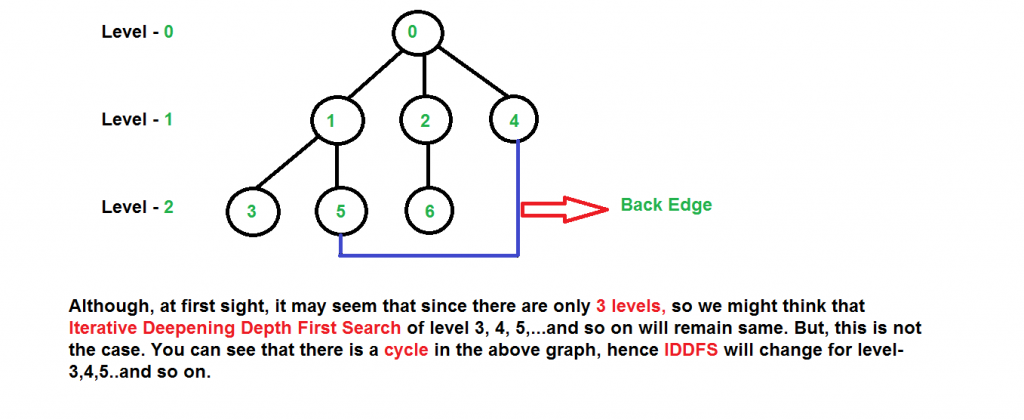 Level - 0
0
Level - 1
1
2
4
Level - 2
3
5
6
Back Edge
Although, at first sight, it may seem that since there are only 3 levels, so we might think that
Iterative Deepening Depth First Search of level 3, 4, 5,...and so on will remain same. But, this is not
the case. You can see that there is a cycle in the above graph, hence IDDFS will change for level-
3,4,5..and so on.